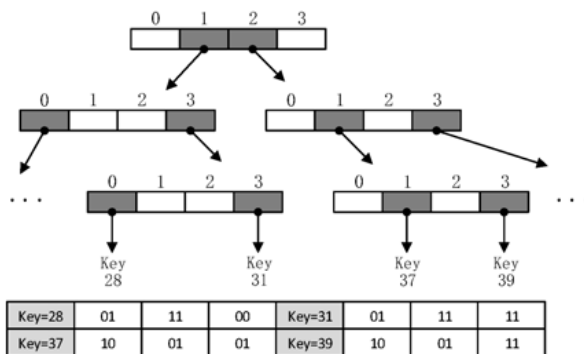 0 1 2 3
0 1 2 3 0 1 2 3
... 0 1 2 3 0 1 2 3 ..
Key 28 Key 31 Key 37 Key 39
Key=28 01 11 00 Key=31 01 11 11
Key=37 10 01 01 Key=39 10 01 11